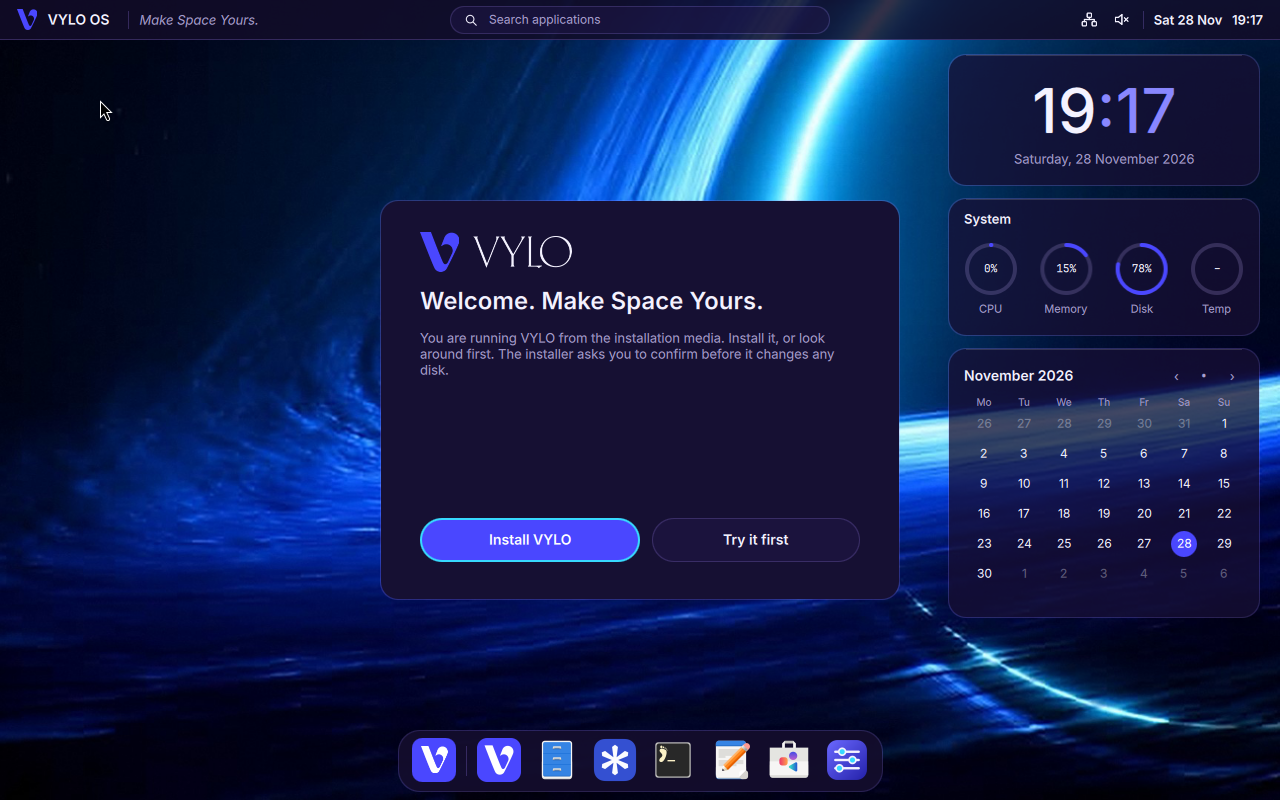 VYLO OS
Make Space Yours.
Search applications
Sat 28 Nov 19:17
19:17
Saturday, 28 November 2026
System
0% 15% 78% –
CPU Memory Disk Temp
VYLO
Welcome. Make Space Yours.
You are running VYLO from the installation media. Install it, or look
around first. The installer asks you to confirm before it changes any
disk.
Install VYLO
Try it first
November 2026 ‹ • ›
Mo Tu We Th Fr Sa Su
26 27 28 29 30 31 1
2 3 4 5 6 7 8
9 10 11 12 13 14 15
16 17 18 19 20 21 22
23 24 25 26 27 28 29
30 1 2 3 4 5 6